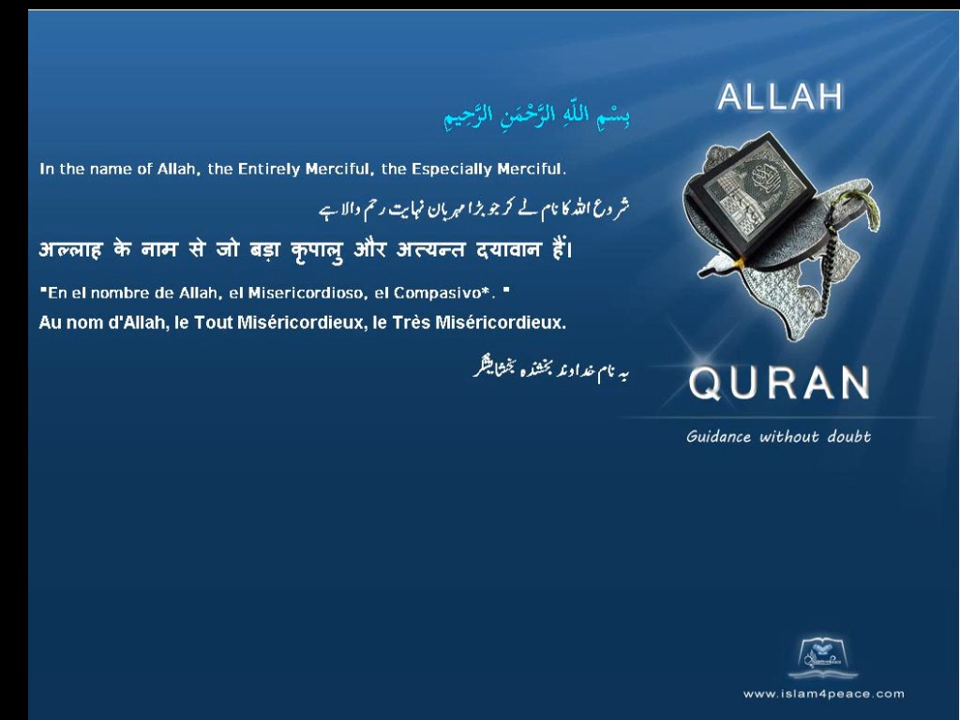 بِسْمِ اللَّهِ الرَّحْمَنِ الرَّحِيمِ
In the name of Allah, the Entirely Merciful, the Especially Merciful.
شروع اللہ کا نام لے کر جو بڑا مہربان نہایت رحم والا ہے
अल्लाह के नाम से जो बड़ा कृपालु और अत्यन्त दयावान हैं।
"En el nombre de Allah, el Misericordioso, el Compasivo*. "
Au nom d'Allah, le Tout Miséricordieux, le Très Miséricordieux.
به نام خداوند بخشنده بخشایشگر
ALLAH
QURAN
Guidance without doubt
www.islam4peace.com